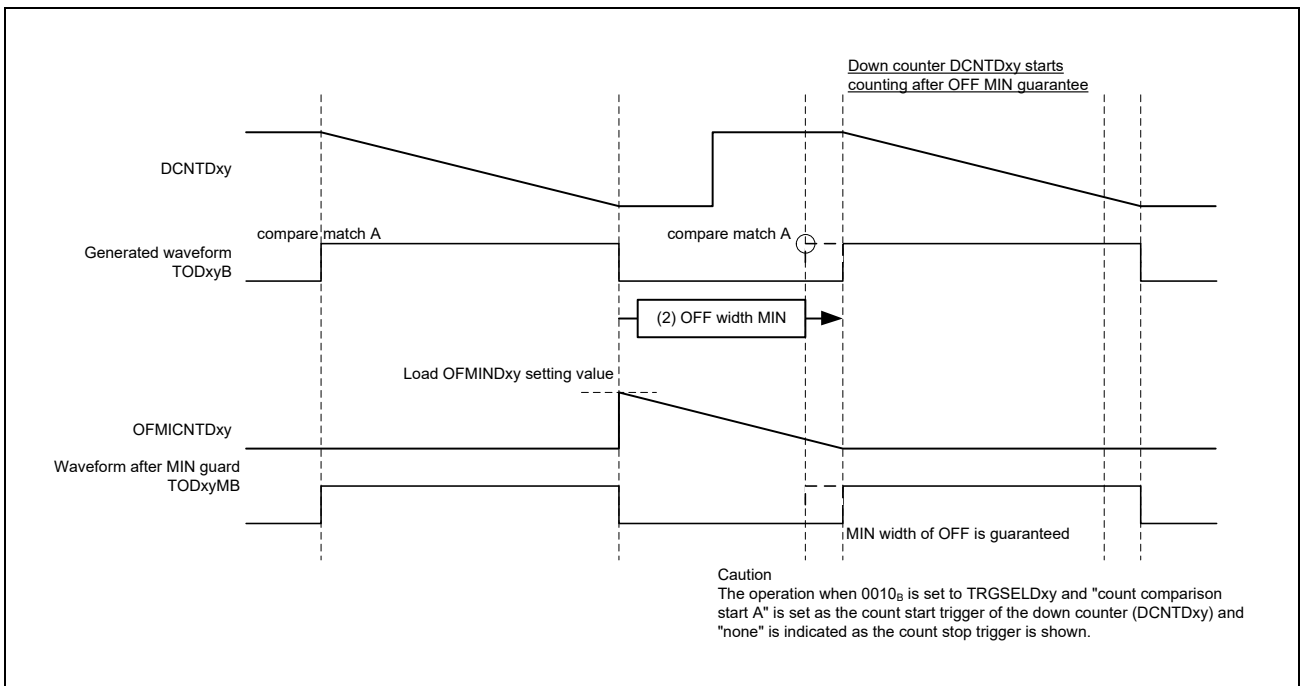 Down counter DCNTDxy starts
counting after OFF MIN guarantee
DCNTDxy
compare match A
compare match A
Generated waveform
TODxyB
(2) OFF width MIN
Load OFMINDxy setting value
OFMICNTDxy
Waveform after MIN guard
TODxyMB
MIN width of OFF is guaranteed
Caution
The operation when 0010B is set to TRGSELDxy and "count comparison
start A" is set as the count start trigger of the down counter (DCNTDxy) and
"none" is indicated as the count stop trigger is shown.